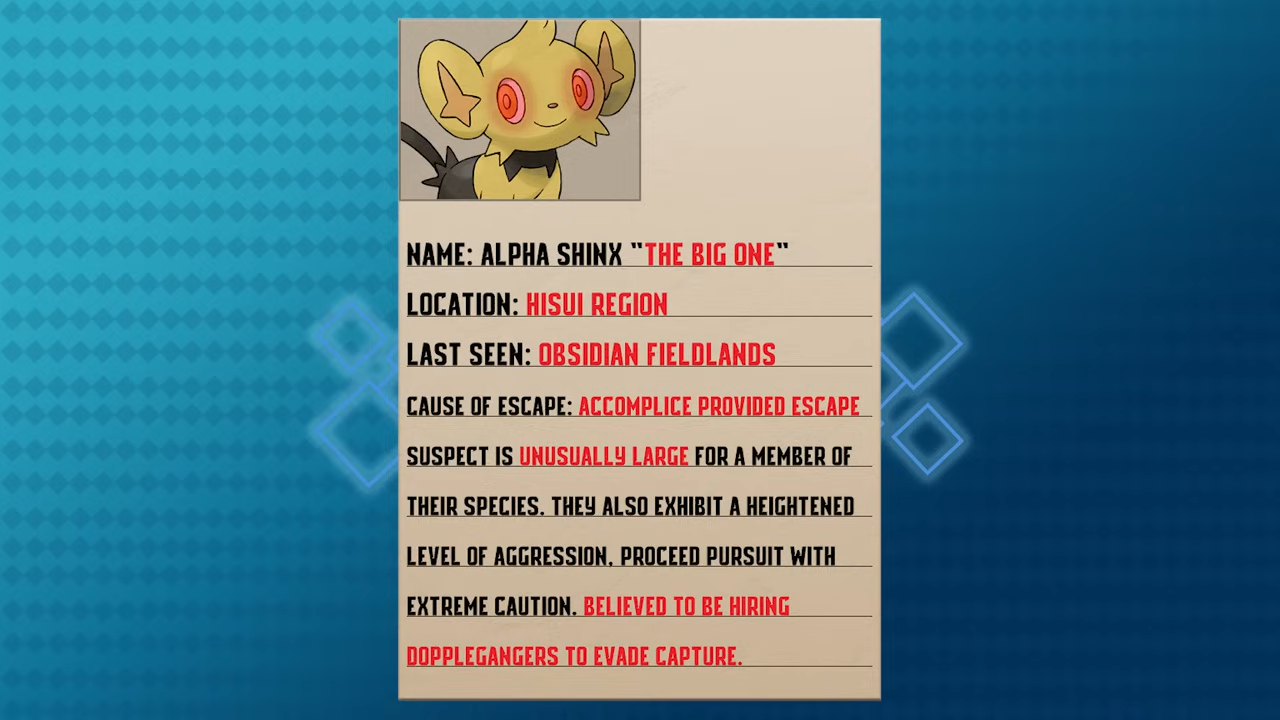 NAME: ALPHA SHINX "THE BIG ONE"
LOCATION: HISUI REGION
LAST SEEN: OBSIDIAN FIELDLANDS
CAUSE OF ESCAPE: ACCOMPLICE PROVIDED ESCAPE
SUSPECT IS UNUSUALLY LARGE FOR A MEMBER OF
THEIR SPECIES. THEY ALSO EXHIBIT A HEIGHTENED
LEVEL OF AGGRESSION. PROCEED PURSUIT WITH
EXTREME CAUTION. BELIEVED TO BE HIRING
DOPPLEGANGERS TO EVADE CAPTURE.